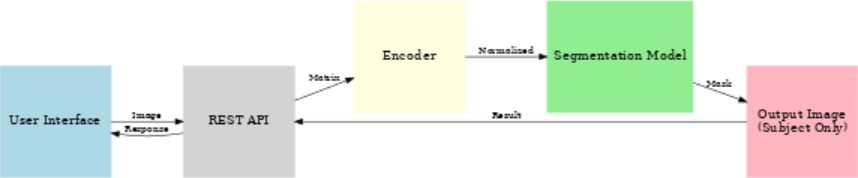 User Interface
Image
Response
REST API
Matrix
Encoder
Normalized
Segmentation Model
Mask
Output Image
(Subject Only)
Result